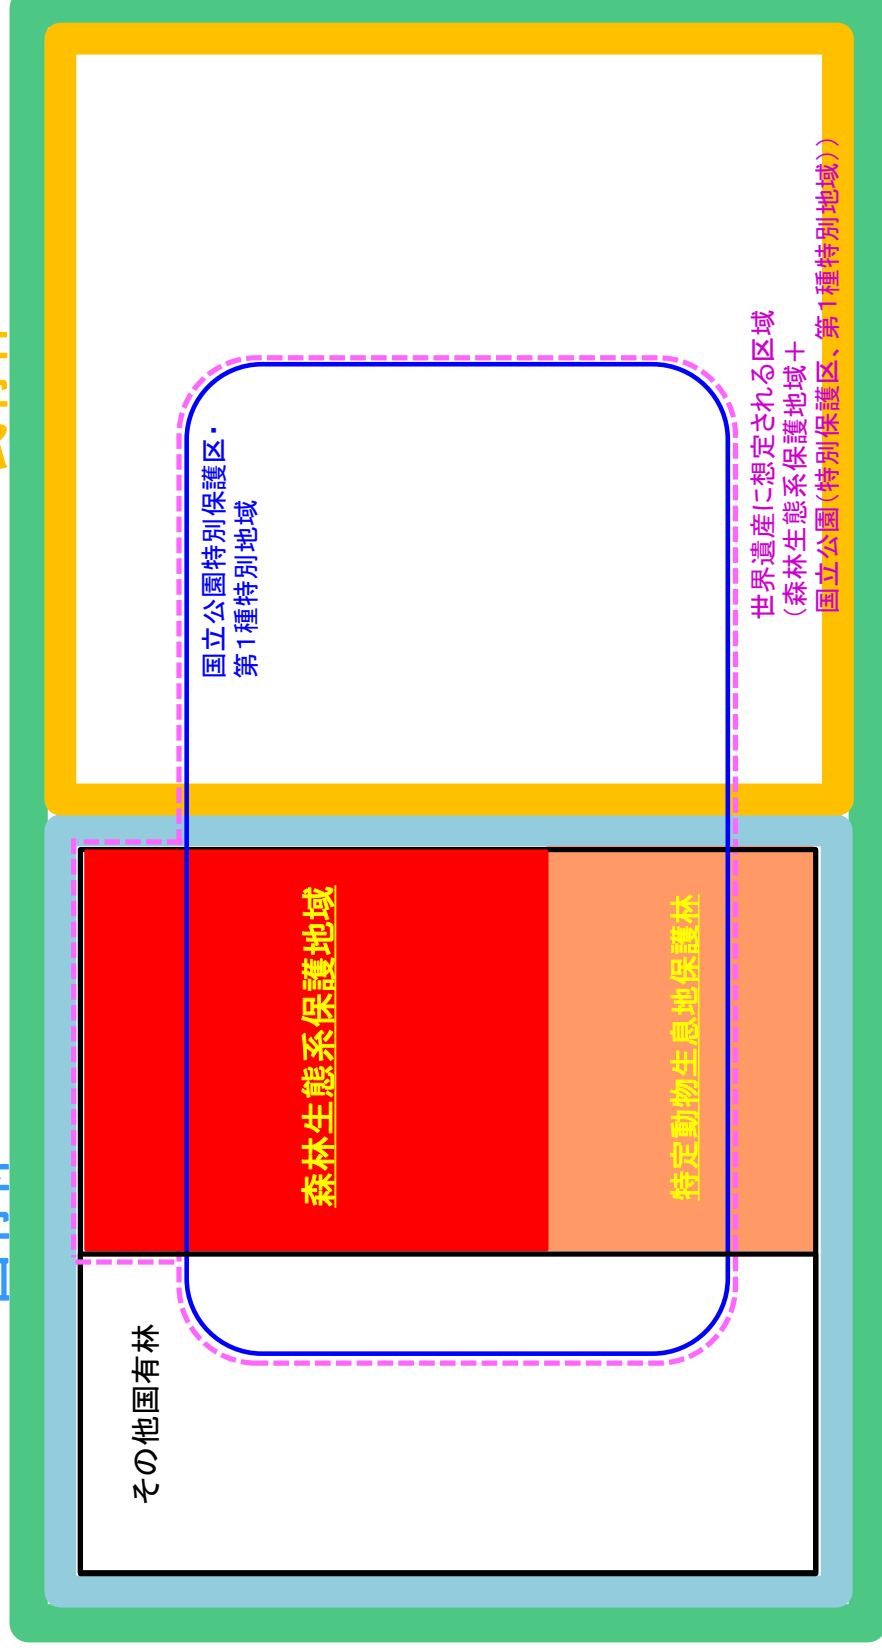 国立公園特別保護区・
第1種特別地域
世界遺産に想定される区域
（森林生態系保護地域＋
国立公園（特別保護区、第1種特別地域））
森林生態系保護地域
特定動物生息地保護林
その他国有林